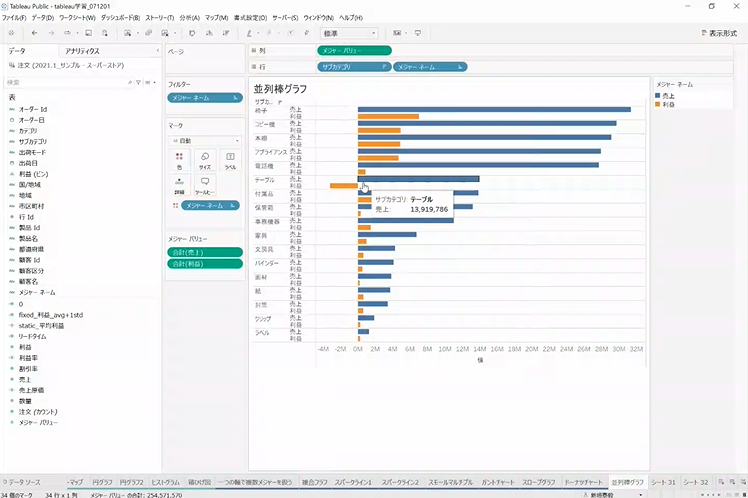 Tableau Public - tableau学習_071201
ファイル(F) データ(D) ワークシート(W) ダッシュボード(B) ストーリー(T) 分析(A) マップ(M) 書式設定(O) サーバー(S) ウィンドウ(N) ヘルプ(H)
標準
表示形式
データ
アナリティクス
注文 (2021.1_サンプル - スーパーストア)
検索
表
オーダー Id
オーダー日
カテゴリ
サブカテゴリ
出荷モード
出荷日
利益 (ビン)
国/地域
地域
市区町村
行 Id
製品 Id
製品名
都道府県
顧客 Id
顧客区分
顧客名
メジャー ネーム
0
fixed_利益_avg+1std
static_平均利益
リードタイム
利益
利益率
割引率
売上
売上原価
数量
注文 (カウント)
メジャー バリュー
ページ
フィルター
メジャー ネーム
マーク
自動
色
サイズ
ラベル
詳細
ツールヒー
メジャー ネーム
メジャー バリュー
合計(売上)
合計(利益)
列
メジャー バリュー
行
サブカテゴリ
メジャー ネーム
並列棒グラフ
サブカ..
椅子 売上
利益
コピー機 売上
利益
本棚 売上
利益
アプライアンス 売上
利益
電話機 売上
利益
テーブル 売上
利益
付属品 売上
利益
保管箱 売上
利益
事務機器 売上
利益
家具 売上
利益
文房具 売上
利益
バインダー 売上
利益
画材 売上
利益
紙 売上
利益
封筒 売上
利益
クリップ 売上
利益
ラベル 売上
利益
サブカテゴリ: テーブル
売上: 13,919,786
-4M -2M 0M 2M 4M 6M 8M 10M 12M 14M 16M 18M 20M 22M 24M 26M 28M 30M 32M
値
メジャー ネーム
売上
利益
データ ソース
マップ
円グラフ
円グラフ2
ヒストグラム
積み上げ図
一つの軸で複数メジャーを扱う
複合フラフ
スパークライン1
スパークライン2
スモールマルチプル
ガントチャート
スロープグラフ
ドーナッツチャート
並列棒グラフ
シート 31
シート 32
34 個のマーク 34 行 x 1 列 メジャー バリューの合計: 254,571,570